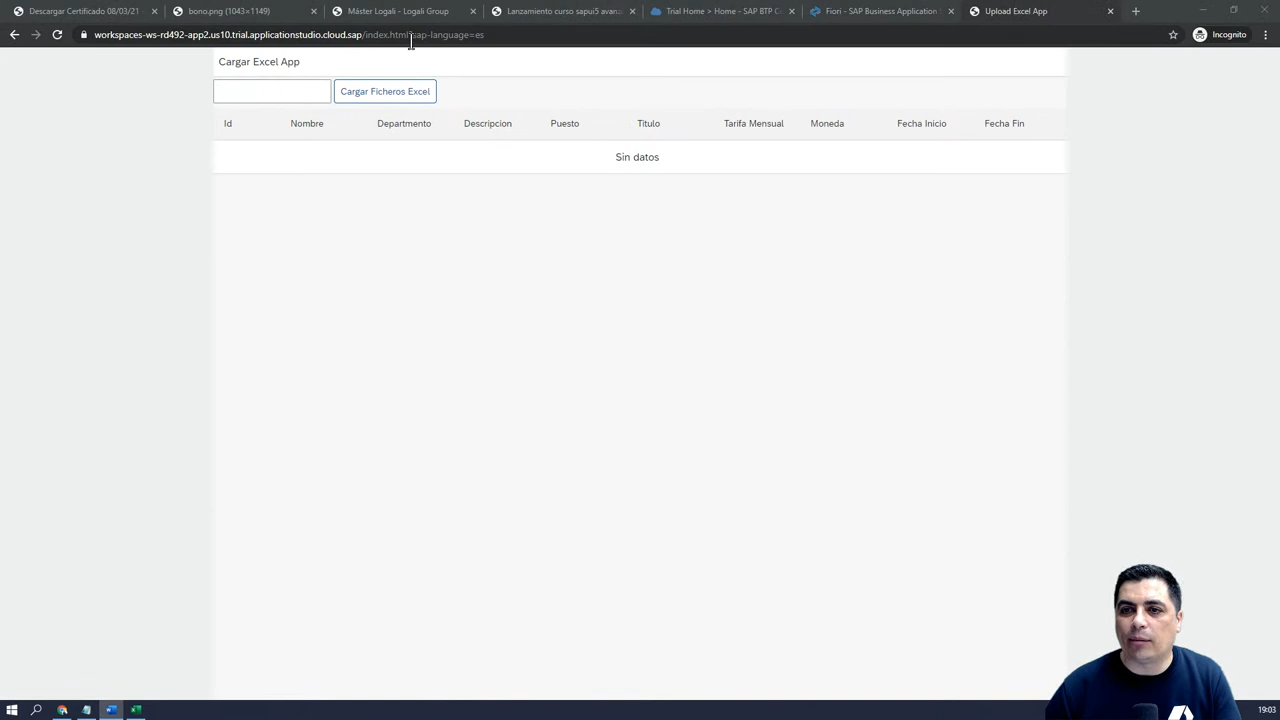 Descargar Certificado 08/03/21
bono.png (1043×1149)
Máster Logali - Logali Group
Lanzamiento curso sapui5 avanz
Trial Home > Home - SAP BTP C
Fiori - SAP Business Application
Upload Excel App
workspaces-ws-rd492-app2.us10.trial.applicationstudio.cloud.sap/index.html?sap-language=es
Incognito
Cargar Excel App
Cargar Ficheros Excel
Id Nombre Departmento Descripcion Puesto Titulo Tarifa Mensual Moneda Fecha Inicio Fecha Fin
Sin datos
19:03